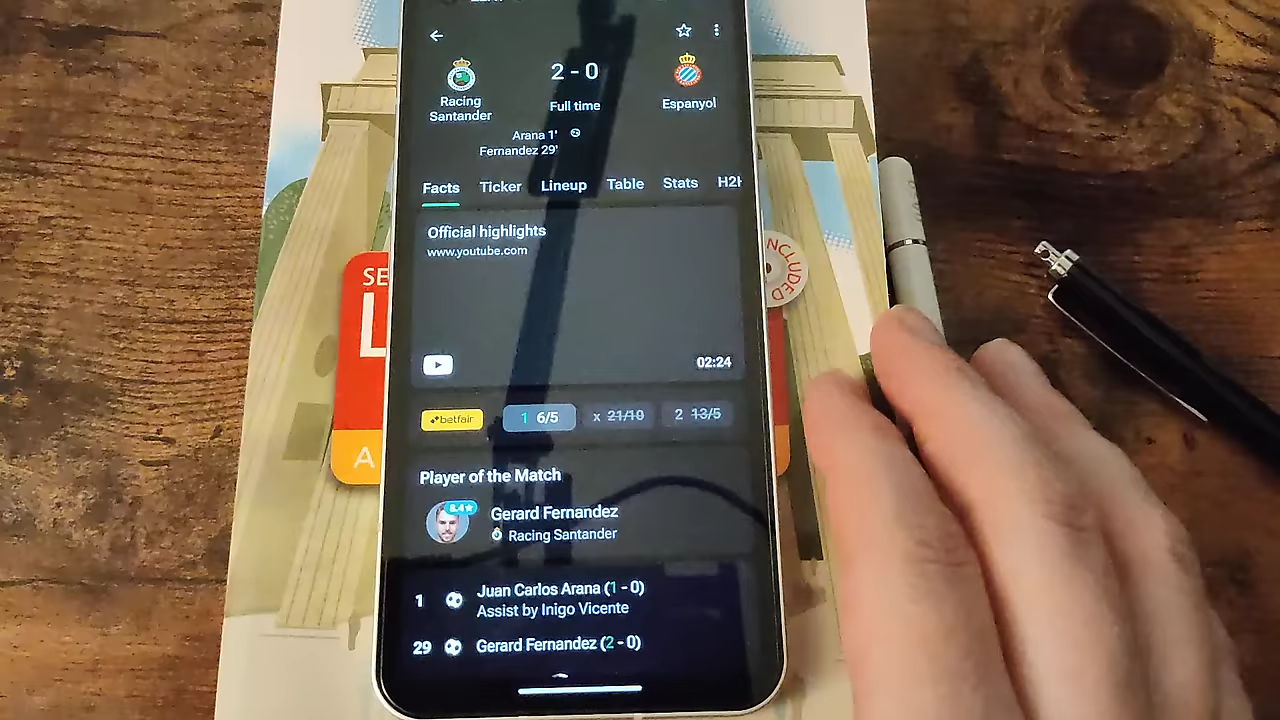 2 - 0
Racing
Santander
Full time
Espanyol
Arana 1'
Fernandez 29'
Facts Ticker Lineup Table Stats H2H
Official highlights
www.youtube.com
02:24
betfair 1 6/5 x 21/10 2 13/5
Player of the Match
8.4
Gerard Fernandez
Racing Santander
1 Juan Carlos Arana (1 - 0)
Assist by Inigo Vicente
29 Gerard Fernandez (2 - 0)
SE
L
A
INCLUDED